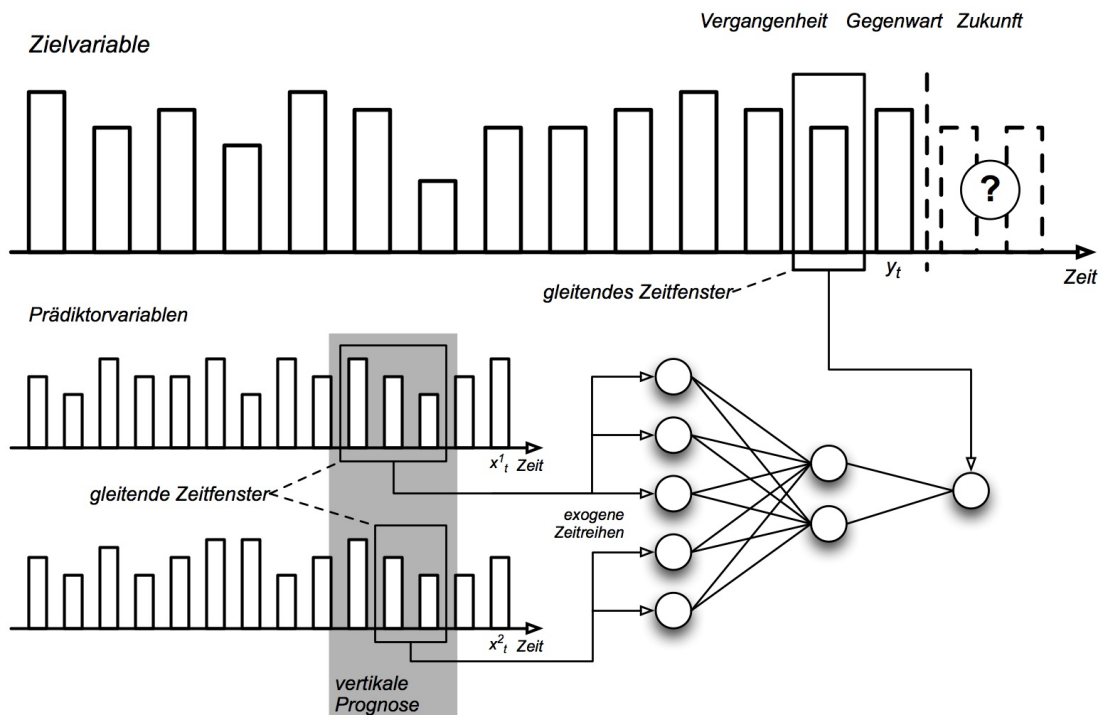 Vergangenheit Gegenwart Zukunft
Zielvariable
?
y_t
Zeit
gleitendes Zeitfenster
Prädiktorvariablen
x^1_t Zeit
gleitende Zeitfenster
exogene
Zeitreihen
x^2_t Zeit
vertikale
Prognose